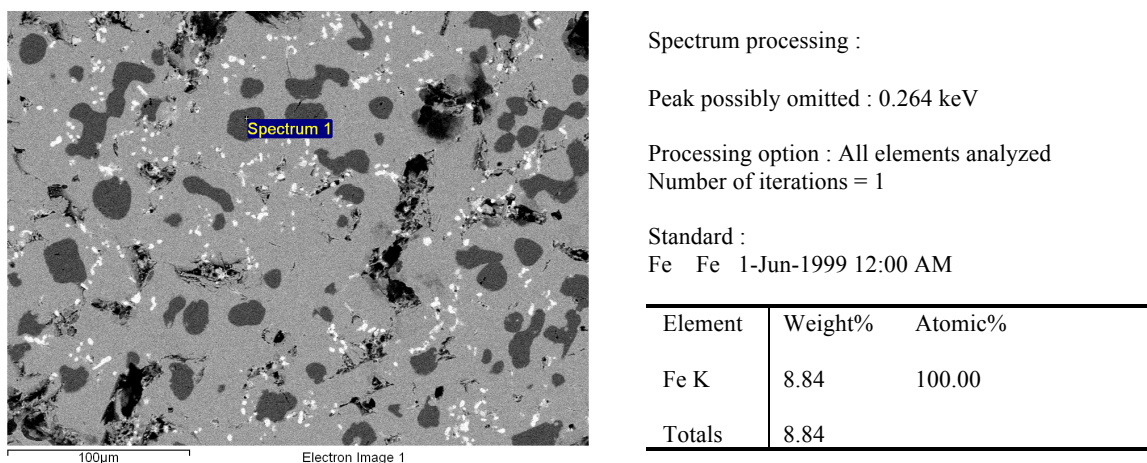 Spectrum 1
100µm
Electron Image 1
Spectrum processing :
Peak possibly omitted : 0.264 keV
Processing option : All elements analyzed
Number of iterations = 1
Standard :
Fe Fe 1-Jun-1999 12:00 AM
Element Weight% Atomic%
Fe K 8.84 100.00
Totals 8.84